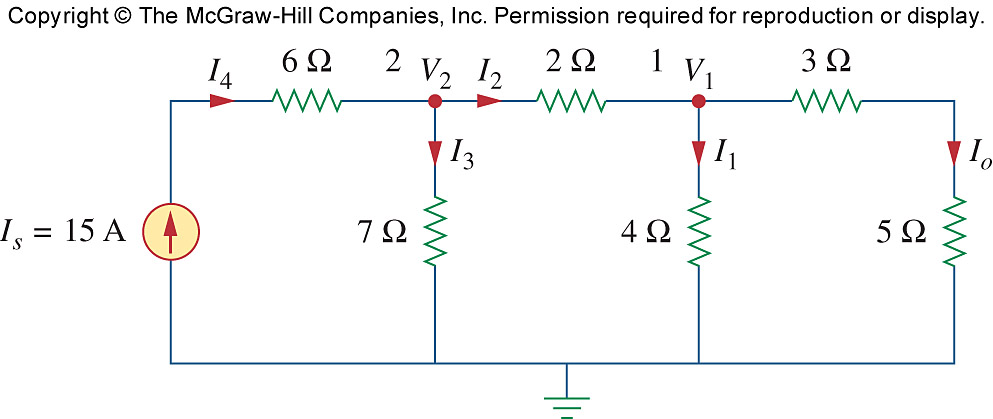 Copyright © The McGraw-Hill Companies, Inc. Permission required for reproduction or display.
I4 6 Ω 2 V2 I2 2 Ω 1 V1 3 Ω
I3 I1 Io
Is = 15 A 7 Ω 4 Ω 5 Ω